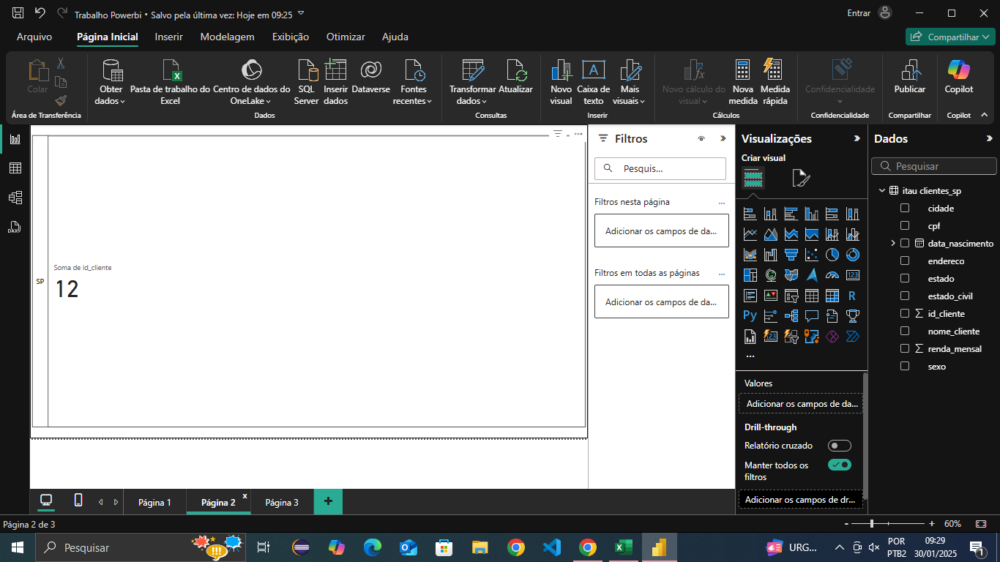 Trabalho Powerbi • Salvo pela última vez: Hoje em 09:25
Entrar
Arquivo
Página Inicial
Inserir
Modelagem
Exibição
Otimizar
Ajuda
Compartilhar
Colar
Obter dados
Pasta de trabalho do Excel
Centro de dados do OneLake
SQL Server
Inserir dados
Dataverse
Fontes recentes
Transformar dados
Atualizar
Novo visual
Caixa de texto
Mais visuais
Novo cálculo do visual
Nova medida
Medida rápida
Confidencialidade
Publicar
Copilot
Área de Transferência
Dados
Consultas
Inserir
Cálculos
Confidencialidade
Compartilhar
Copilot
SP
Soma de id_cliente
12
Filtros
Pesquis...
Filtros nesta página
...
Adicionar os campos de da...
Filtros em todas as páginas
...
Adicionar os campos de da...
Visualizações
Criar visual
123
R
Py
123
...
Valores
Adicionar os campos de da...
Drill-through
Relatório cruzado
Manter todos os
filtros
Adicionar os campos de dr...
Dados
Pesquisar
itau clientes_sp
cidade
cpf
data_nascimento
endereco
estado
estado_civil
id_cliente
nome_cliente
renda_mensal
sexo
DAX
Página 1
Página 2
x
Página 3
+
Página 2 de 3
- + 60%
Pesquisar
URG...
POR
PTB2
09:29
30/01/2025
1